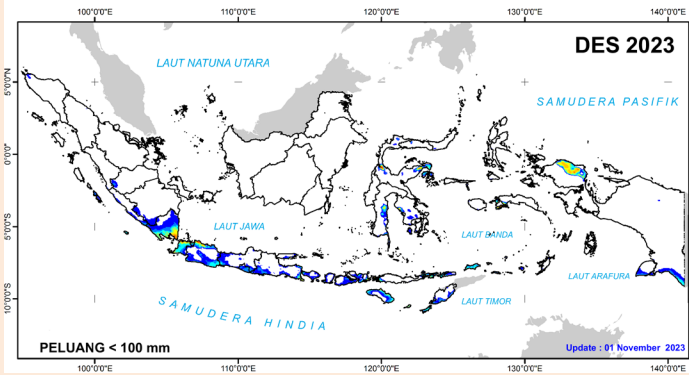 100°0'0"E 110°0'0"E 120°0'0"E 130°0'0"E 140°0'0"E
DES 2023
LAUT NATUNA UTARA
5°0'0"N
SAMUDERA PASIFIK
0°0'0"
LAUT JAWA
LAUT BANDA
5°0'0"S
LAUT ARAFURA
LAUT TIMOR
10°0'0"S
SAMUDERA HINDIA
PELUANG < 100 mm
Update : 01 November 2023
100°0'0"E 110°0'0"E 120°0'0"E 130°0'0"E 140°0'0"E